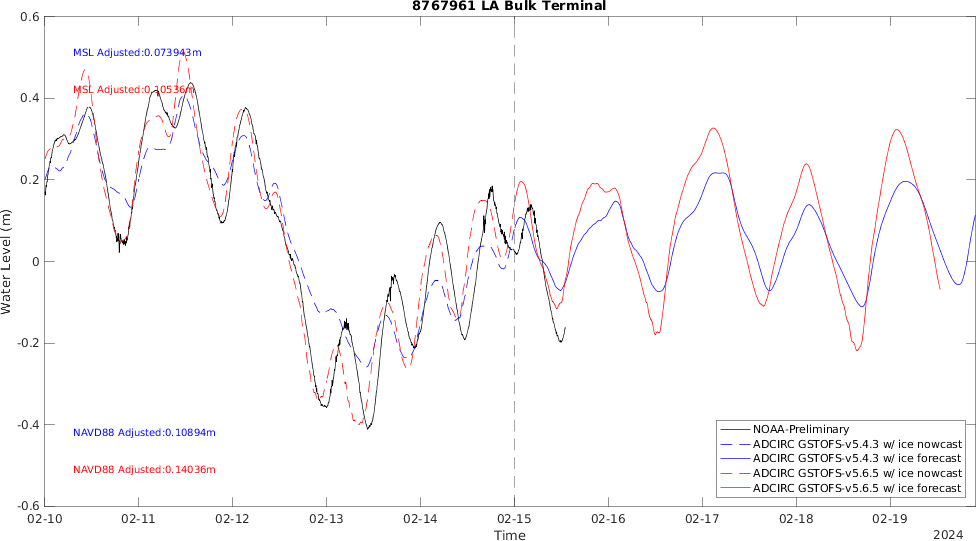 8767961 LA Bulk Terminal
0.6
0.4
0.2
0
-0.2
-0.4
-0.6
Water Level (m)
MSL Adjusted:0.073943m
MSL Adjusted:0.10536m
NAVD88 Adjusted:0.10894m
NAVD88 Adjusted:0.14036m
NOAA-Preliminary
ADCIRC GSTOFS-v5.4.3 w/ ice nowcast
ADCIRC GSTOFS-v5.4.3 w/ ice forecast
ADCIRC GSTOFS-v5.6.5 w/ ice nowcast
ADCIRC GSTOFS-v5.6.5 w/ ice forecast
02-10 02-11 02-12 02-13 02-14 02-15 02-16 02-17 02-18 02-19
Time
2024